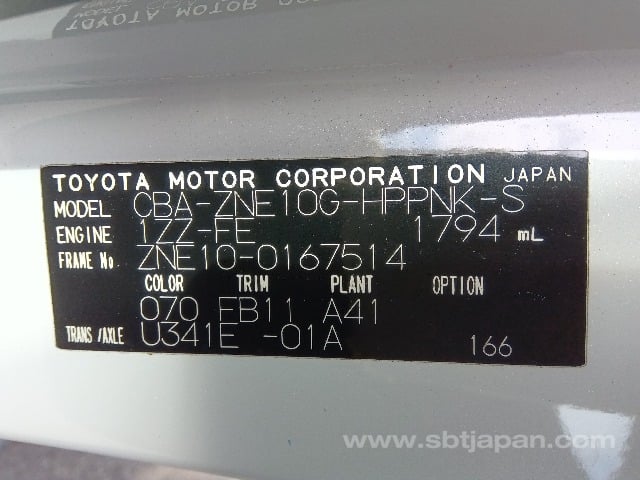 TOYOTA MOTOR CORPORATION JAPAN
MODEL CBA-ZNE10G-HPPNK-S
ENGINE 1ZZ-FE 1794 mL
FRAME No ZNE10-0167514
COLOR TRIM PLANT OPTION
070 FB11 A41
TRANS/AXLE U341E -01A 166
www.sbtjapan.com